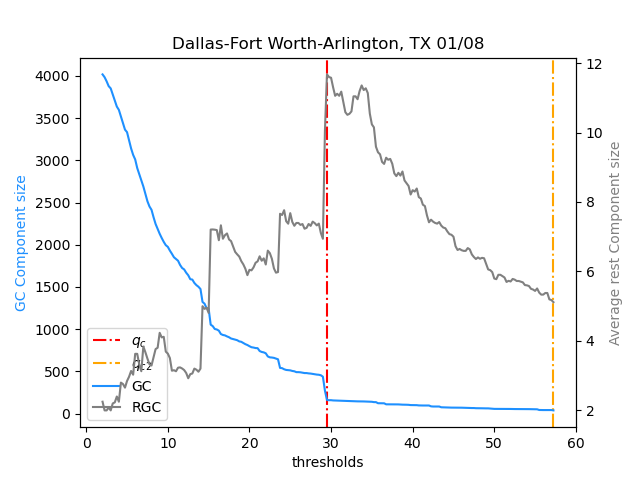 Dallas-Fort Worth-Arlington, TX 01/08
GC Component size
4000
3500
3000
2500
2000
1500
1000
500
0
12
10
8
6
4
2
Average rest Component size
q_c
q_c2
GC
RGC
0 10 20 30 40 50 60
thresholds